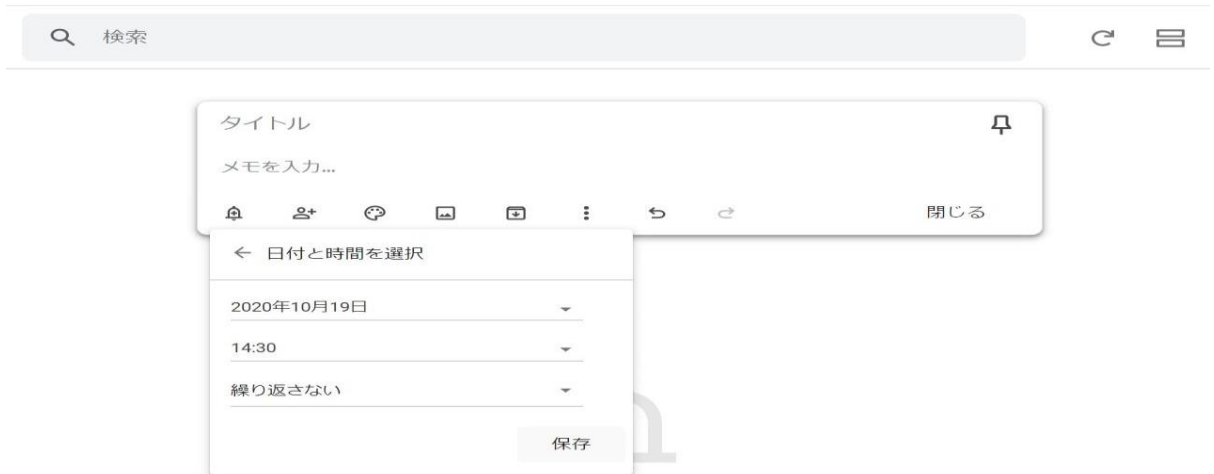 検索
タイトル
メモを入力...
閉じる
日付と時間を選択
2020年10月19日
14:30
繰り返さない
保存